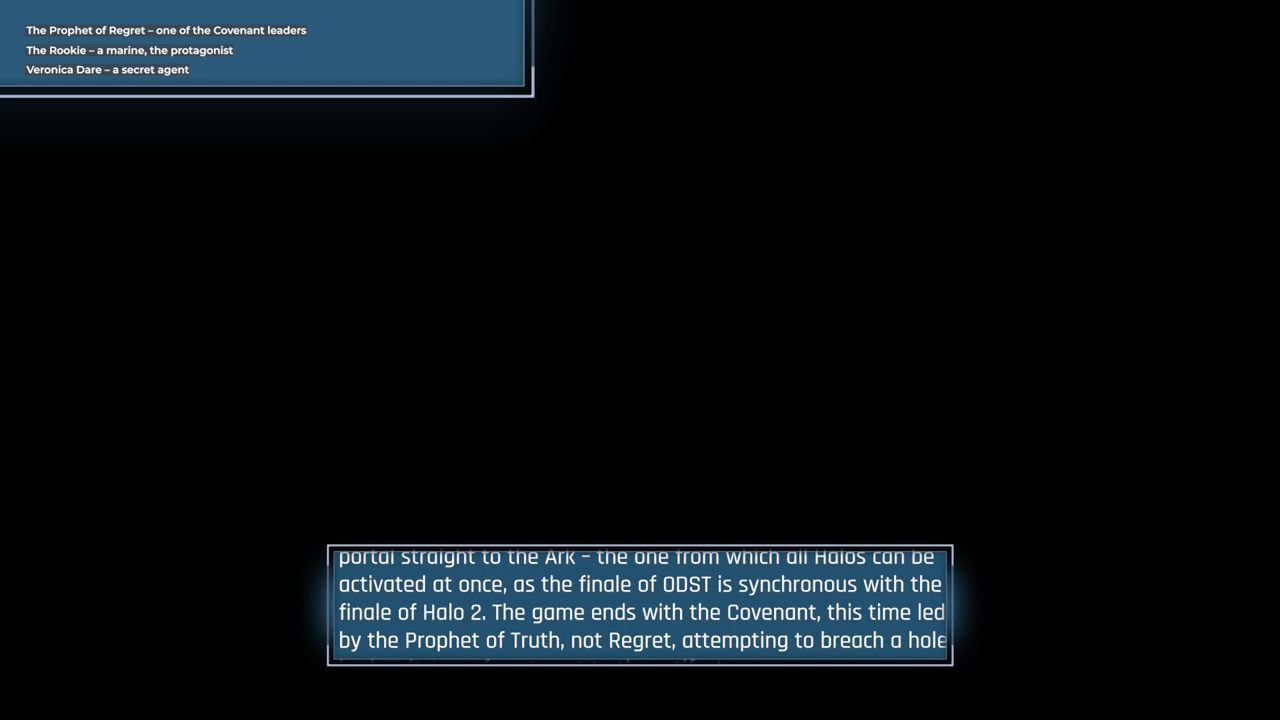 The Prophet of Regret – one of the Covenant leaders
The Rookie – a marine, the protagonist
Veronica Dare – a secret agent
portal straight to the Ark – the one from which all Halos can be
activated at once, as the finale of ODST is synchronous with the
finale of Halo 2. The game ends with the Covenant, this time led
by the Prophet of Truth, not Regret, attempting to breach a hole